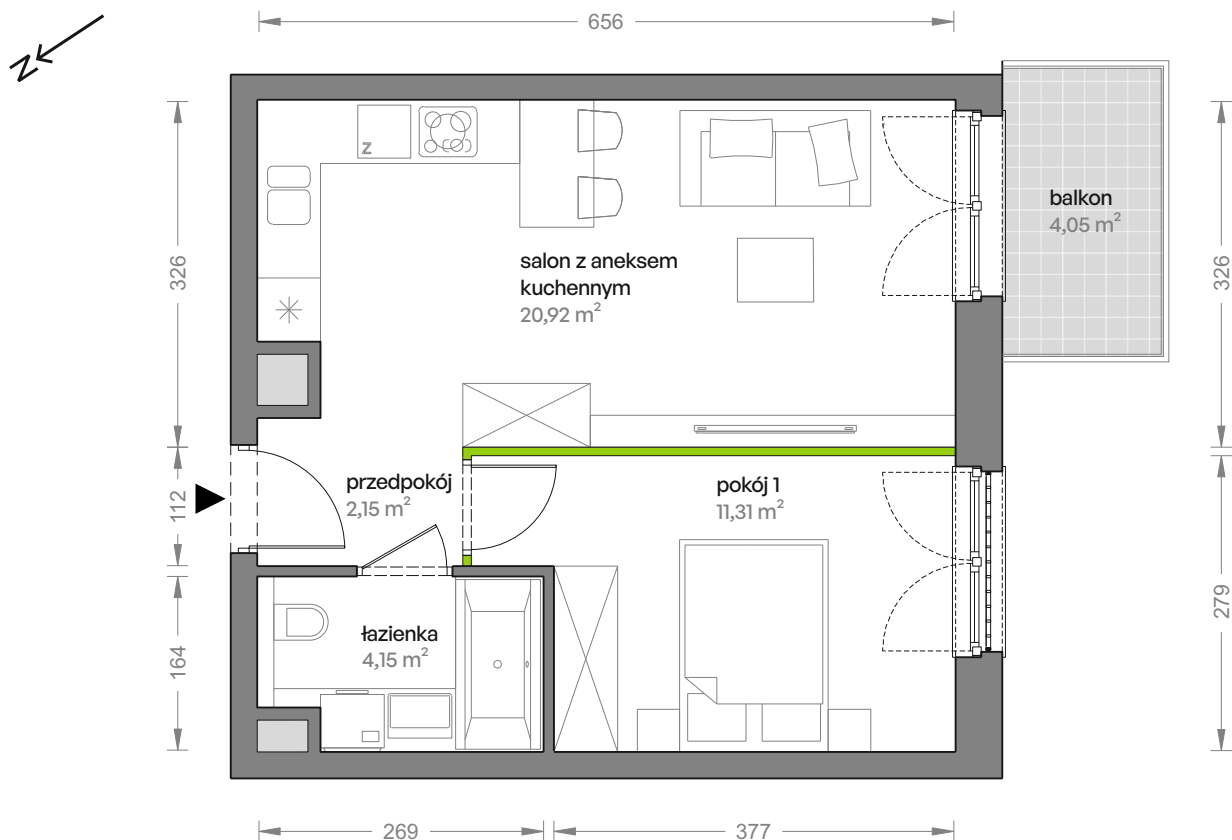 656
N
326
z
balkon
4,05 m²
salon z aneksem
kuchennym
20,92 m²
326
przedpokój
2,15 m²
pokój 1
11,31 m²
112
łazienka
4,15 m²
164
279
269
377